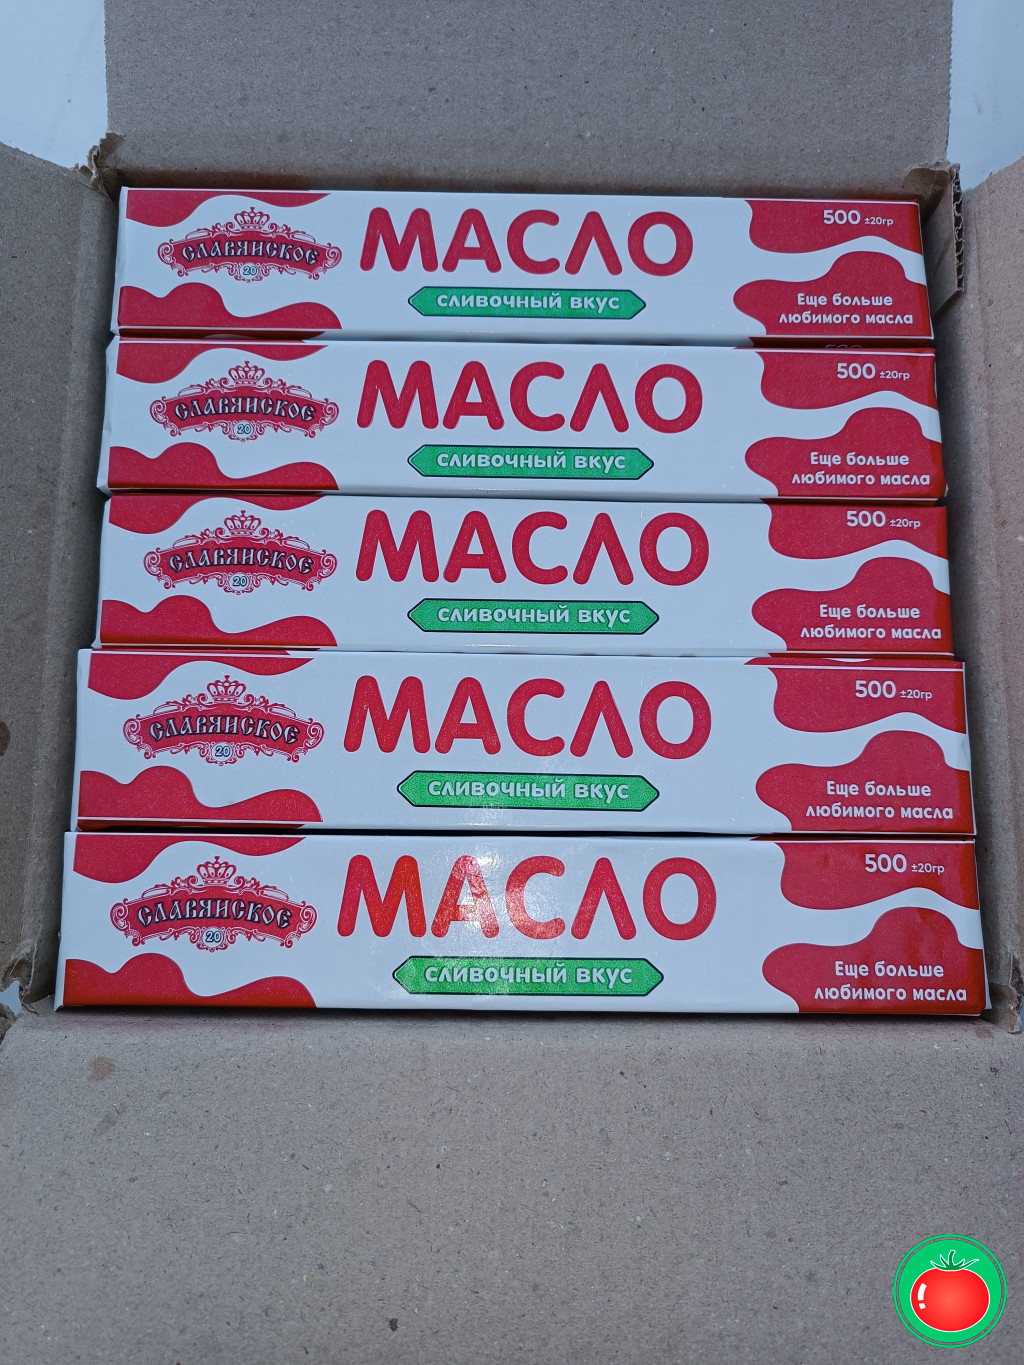 СЛАВЯНСКОЕ
20
МАСЛО
сливочный вкус
500 ±20гр
Еще больше
любимого масла
СЛАВЯНСКОЕ
20
МАСЛО
сливочный вкус
500 ±20гр
Еще больше
любимого масла
СЛАВЯНСКОЕ
20
МАСЛО
сливочный вкус
500 ±20гр
Еще больше
любимого масла
СЛАВЯНСКОЕ
20
МАСЛО
сливочный вкус
500 ±20гр
Еще больше
любимого масла
СЛАВЯНСКОЕ
20
МАСЛО
сливочный вкус
500 ±20гр
Еще больше
любимого масла